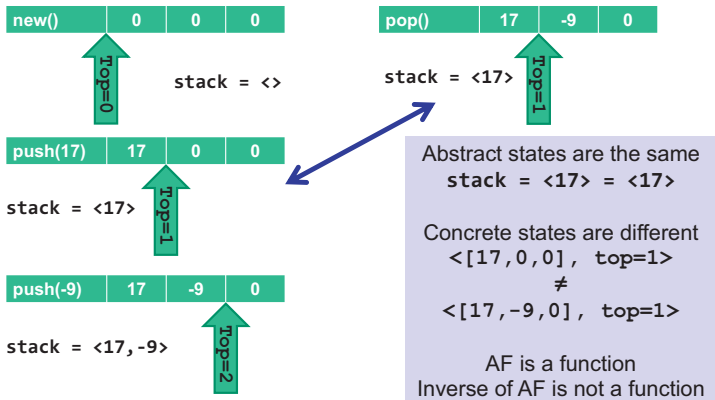 new() 0 0 0
Top=0
stack = <>
push(17) 17 0 0
Top=1
stack = <17>
push(-9) 17 -9 0
Top=2
stack = <17,-9>
pop() 17 -9 0
Top=1
stack = <17>
Abstract states are the same
stack = <17> = <17>
Concrete states are different
<[17,0,0], top=1>
≠
<[17,-9,0], top=1>
AF is a function
Inverse of AF is not a function